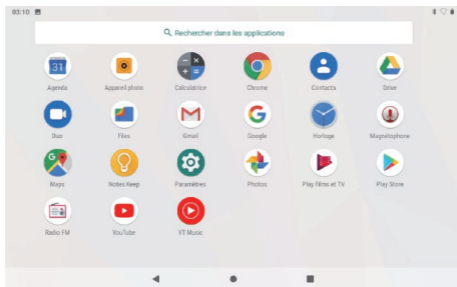 03:10
Rechercher dans les applications
31
Agenda Appareil photo Calculatrice Chrome Contacts Drive
Duo Files Gmail Google Horloge Magnétophone
Maps Notes Keep Paramètres Photos Play Films et TV Play Store
Radio FM YouTube YT Music